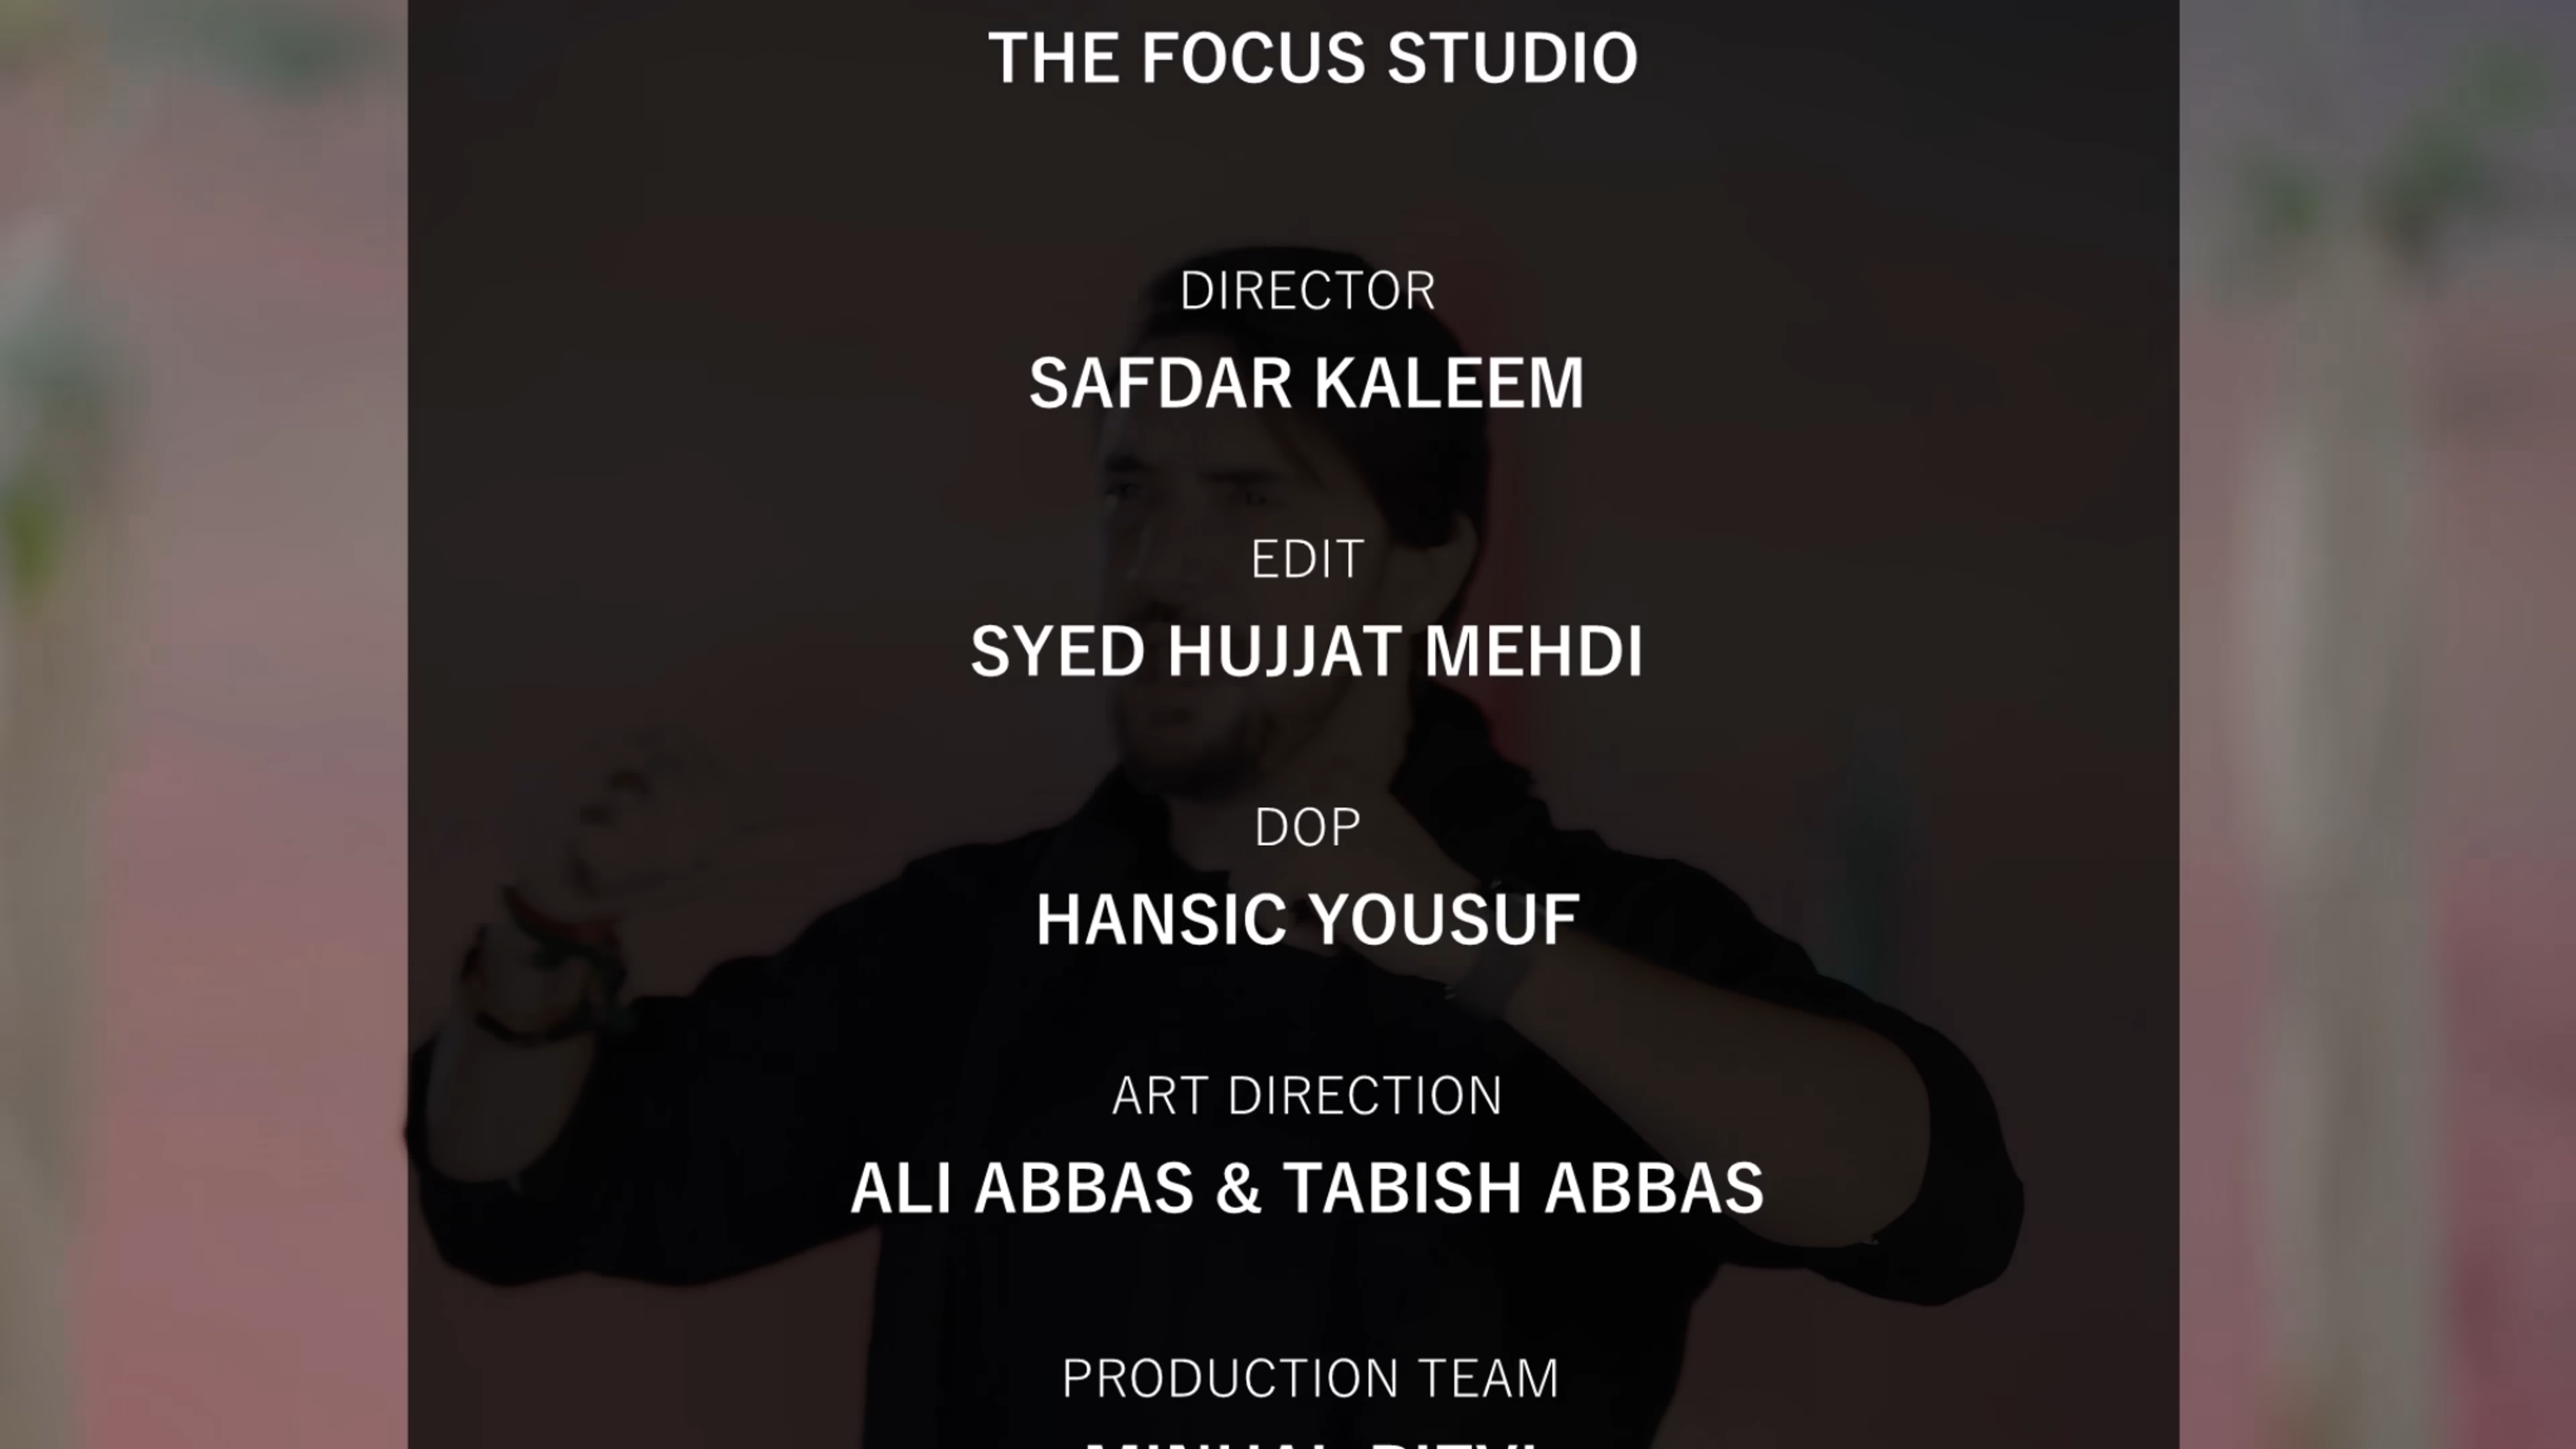 THE FOCUS STUDIO
DIRECTOR
SAFDAR KALEEM
EDIT
SYED HUJJAT MEHDI
DOP
HANSIC YOUSUF
ART DIRECTION
ALI ABBAS & TABISH ABBAS
PRODUCTION TEAM